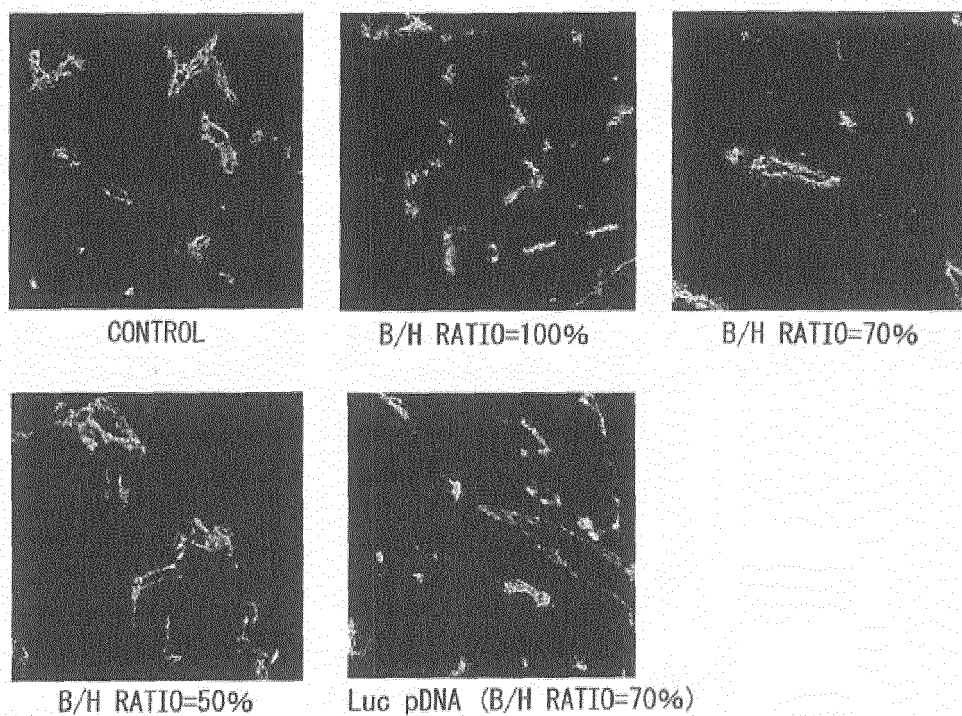 CONTROL
B/H RATIO=100%
B/H RATIO=70%
B/H RATIO=50%
Luc pDNA (B/H RATIO=70%)